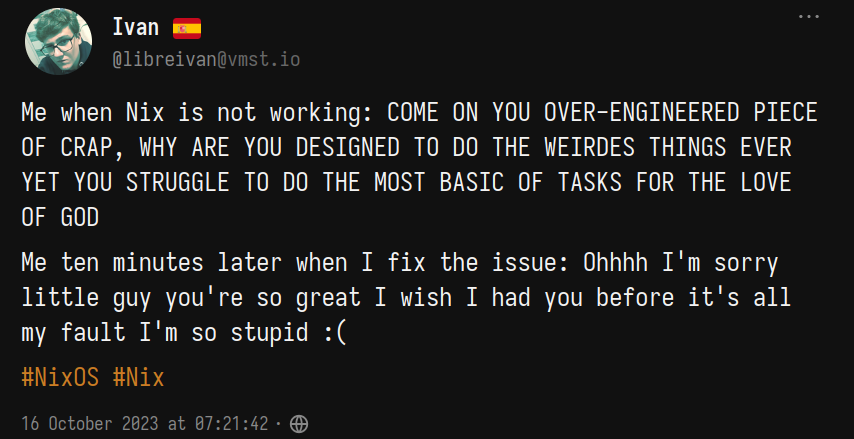 Ivan 🇪🇸
@libreivan@vmst.io
Me when Nix is not working: COME ON YOU OVER-ENGINEERED PIECE
OF CRAP, WHY ARE YOU DESIGNED TO DO THE WEIRDES THINGS EVER
YET YOU STRUGGLE TO DO THE MOST BASIC OF TASKS FOR THE LOVE
OF GOD
Me ten minutes later when I fix the issue: Ohhhh I'm sorry
little guy you're so great I wish I had you before it's all
my fault I'm so stupid :(
#NixOS #Nix
16 October 2023 at 07:21:42 ·